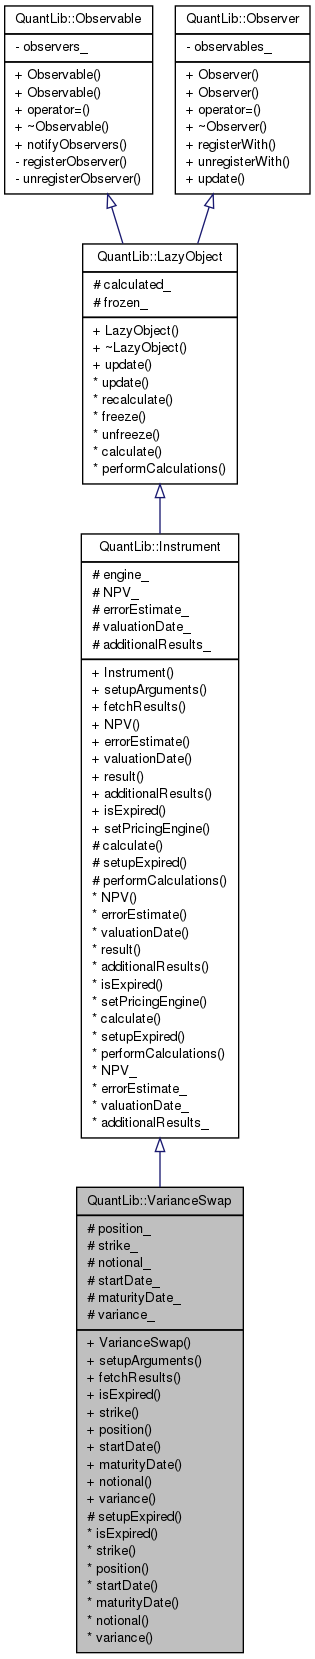 QuantLib::Observable
- observers_
+ Observable()
+ Observable()
+ operator=()
+ ~Observable()
+ notifyObservers()
- registerObserver()
- unregisterObserver()
QuantLib::Observer
- observables_
+ Observer()
+ Observer()
+ operator=()
+ ~Observer()
+ registerWith()
+ unregisterWith()
+ update()
QuantLib::LazyObject
# calculated_
# frozen_
+ LazyObject()
+ ~LazyObject()
+ update()
* update()
* recalculate()
* freeze()
* unfreeze()
* calculate()
* performCalculations()
QuantLib::Instrument
# engine_
# NPV_
# errorEstimate_
# valuationDate_
# additionalResults_
+ Instrument()
+ setupArguments()
+ fetchResults()
+ NPV()
+ errorEstimate()
+ valuationDate()
+ result()
+ additionalResults()
+ isExpired()
+ setPricingEngine()
# calculate()
# setupExpired()
# performCalculations()
* NPV()
* errorEstimate()
* valuationDate()
* result()
* additionalResults()
* isExpired()
* setPricingEngine()
* calculate()
* setupExpired()
* performCalculations()
* NPV_
* errorEstimate_
* valuationDate_
* additionalResults_
QuantLib::VarianceSwap
# position_
# strike_
# notional_
# startDate_
# maturityDate_
# variance_
+ VarianceSwap()
+ setupArguments()
+ fetchResults()
+ isExpired()
+ strike()
+ position()
+ startDate()
+ maturityDate()
+ notional()
+ variance()
# setupExpired()
* isExpired()
* strike()
* position()
* startDate()
* maturityDate()
* notional()
* variance()